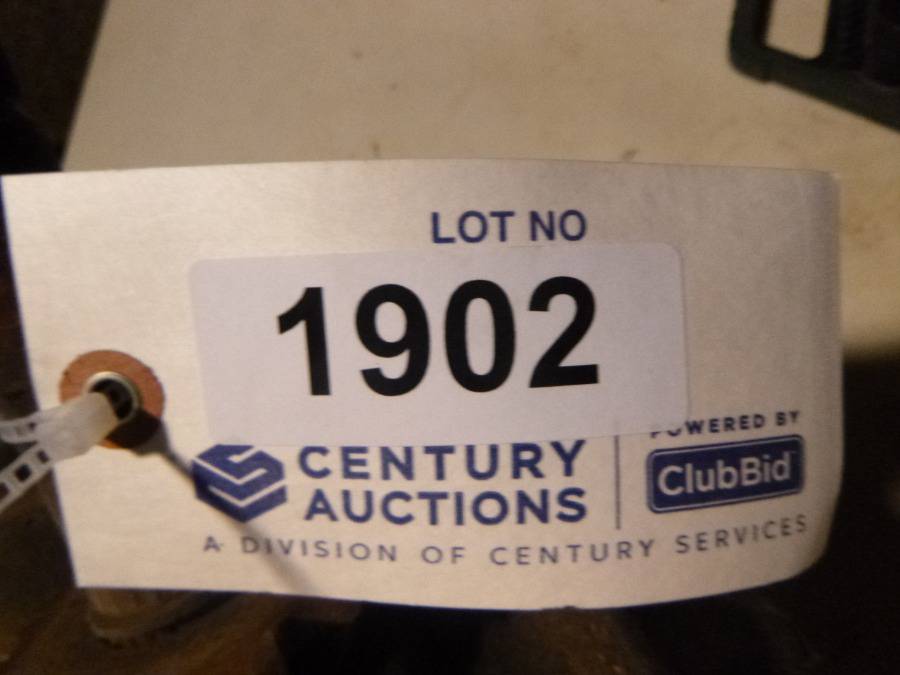 LOT NO
1902
CENTURY
AUCTIONS
POWERED BY
ClubBid
A DIVISION OF CENTURY SERVICES